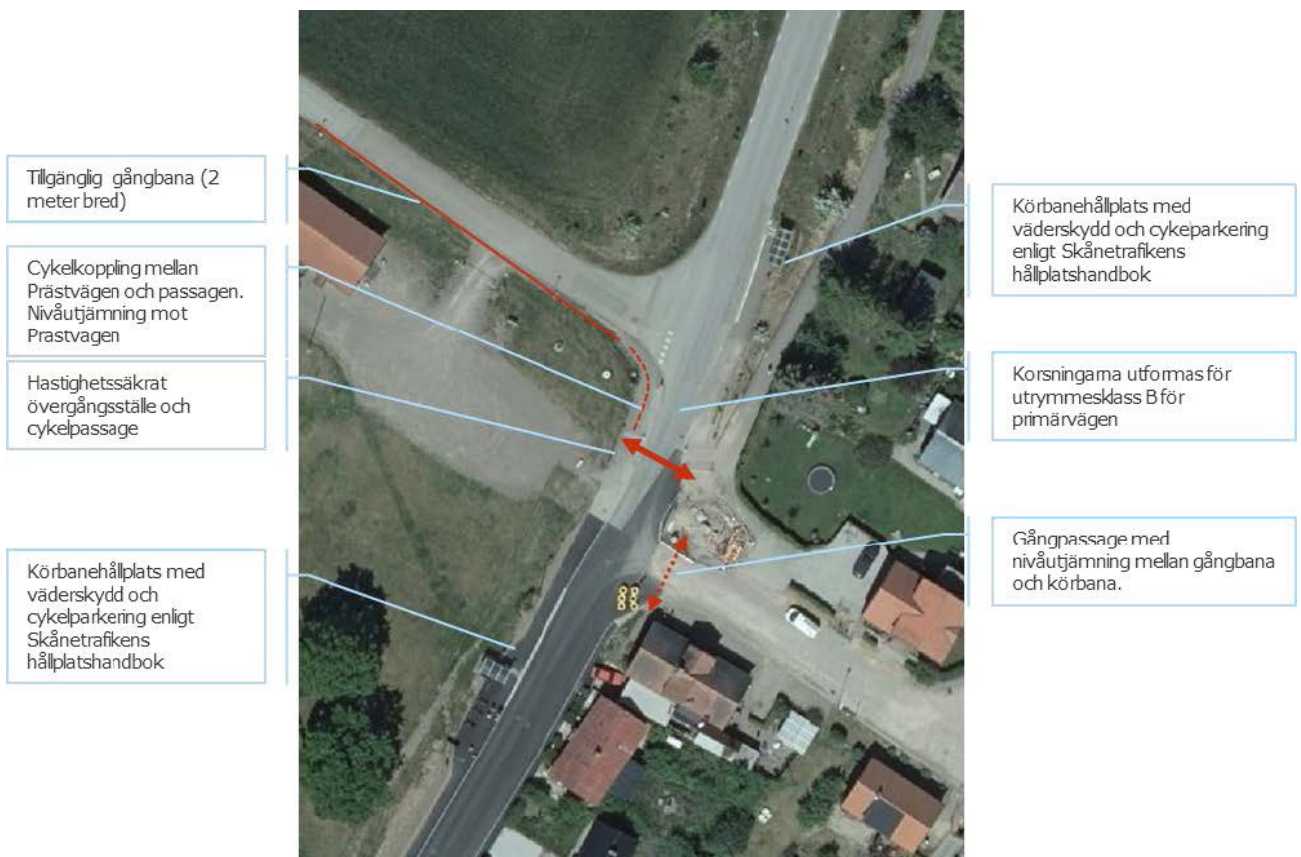 Tillgänglig gångbana (2
meter bred)
Cykelkoppling mellan
Prästvägen och passagen.
Nivåutjämning mot
Prastvagen
Hastighetssäkrat
övergångsställe och
cykelpassage
Körbanehållplats med
väderskydd och
cykelparkering enligt
Skånetrafikens
hållplatshandbok
Körbanehållplats med
väderskydd och cykeparkering
enligt Skånetrafikens
hållplatshandbok
Korsningarna utformas för
utrymmesklass B för
primärvägen
Gångpassage med
nivåutjämning mellan gångbana
och körbana.